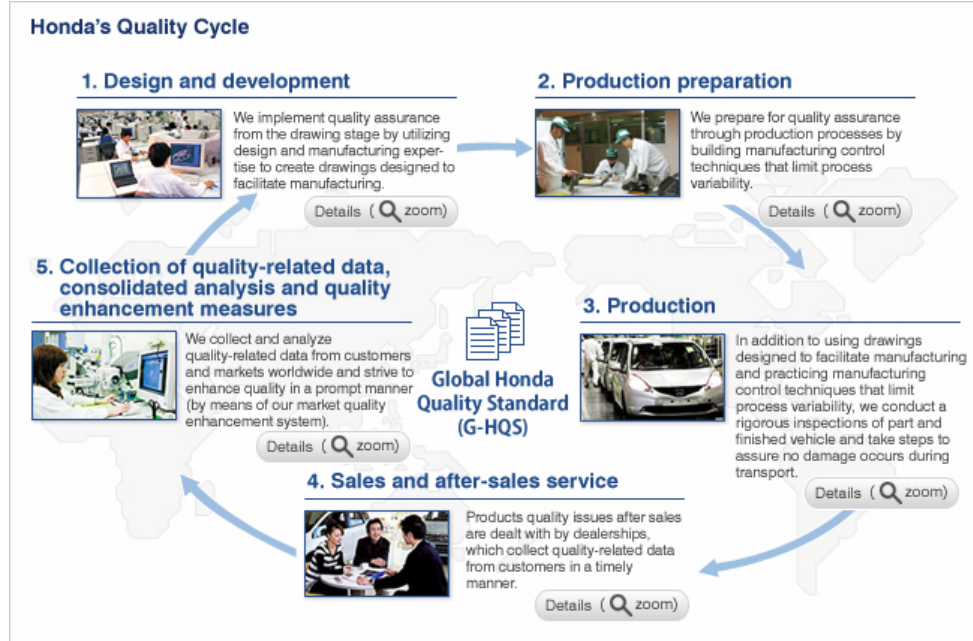 Honda's Quality Cycle
1. Design and development
We implement quality assurance
from the drawing stage by utilizing
design and manufacturing exper-
tise to create drawings designed to
facilitate manufacturing.
Details ( zoom)
2. Production preparation
We prepare for quality assurance
through production processes by
building manufacturing control
techniques that limit process
variability.
Details ( zoom)
3. Production
In addition to using drawings
designed to facilitate manufacturing
and practicing manufacturing
control techniques that limit
process variability, we conduct a
rigorous inspections of part and
finished vehicle and take steps to
assure no damage occurs during
transport.
Details ( zoom)
4. Sales and after-sales service
Products quality issues after sales
are dealt with by dealerships,
which collect quality-related data
from customers in a timely
manner.
Details ( zoom)
5. Collection of quality-related data,
consolidated analysis and quality
enhancement measures
We collect and analyze
quality-related data from customers
and markets worldwide and strive to
enhance quality in a prompt manner
(by means of our market quality
enhancement system).
Details ( zoom)
Global Honda
Quality Standard
(G-HQS)